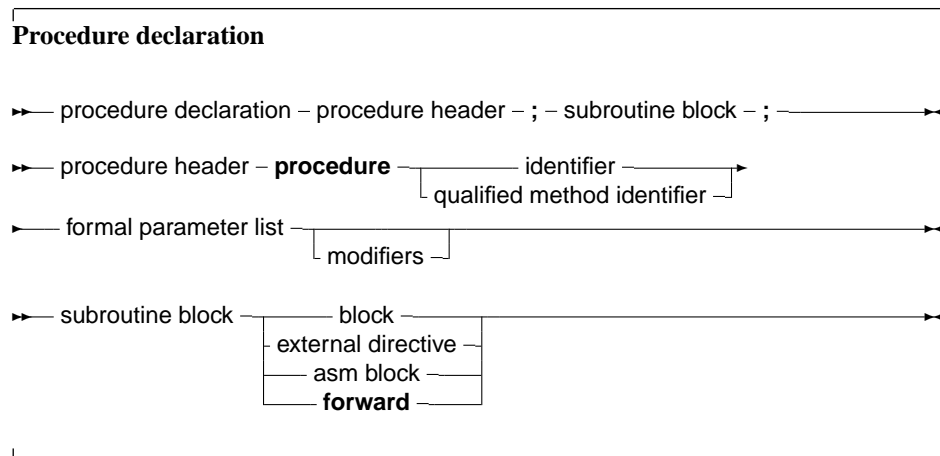 Procedure declaration
procedure declaration procedure header ; subroutine block ;
procedure header procedure identifier
qualified method identifier
formal parameter list
modifiers
subroutine block block
external directive
asm block
forward